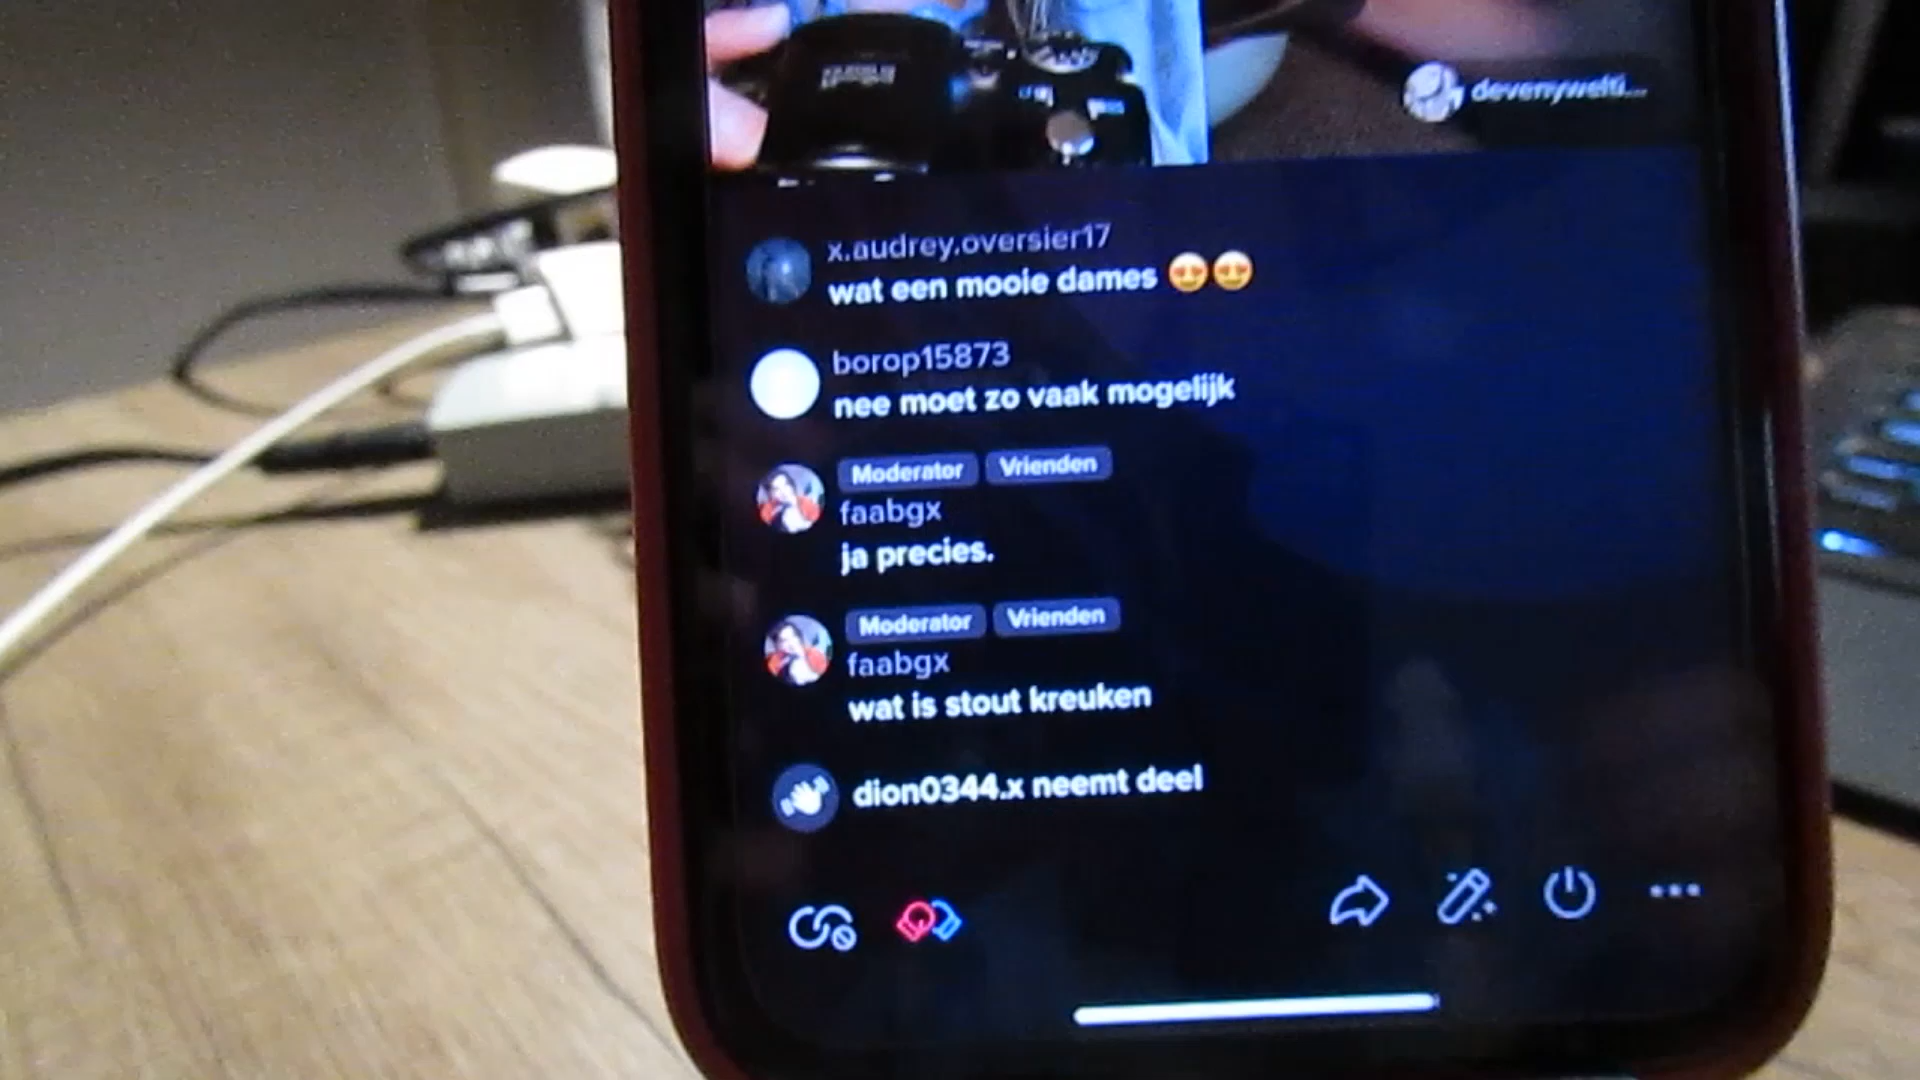 devenywelti...
x.audrey.oversier17
wat een mooie dames 😍😍
borop15873
nee moet zo vaak mogelijk
Moderator Vrienden
faabgx
ja precies.
Moderator Vrienden
faabgx
wat is stout kreuken
dion0344.x neemt deel